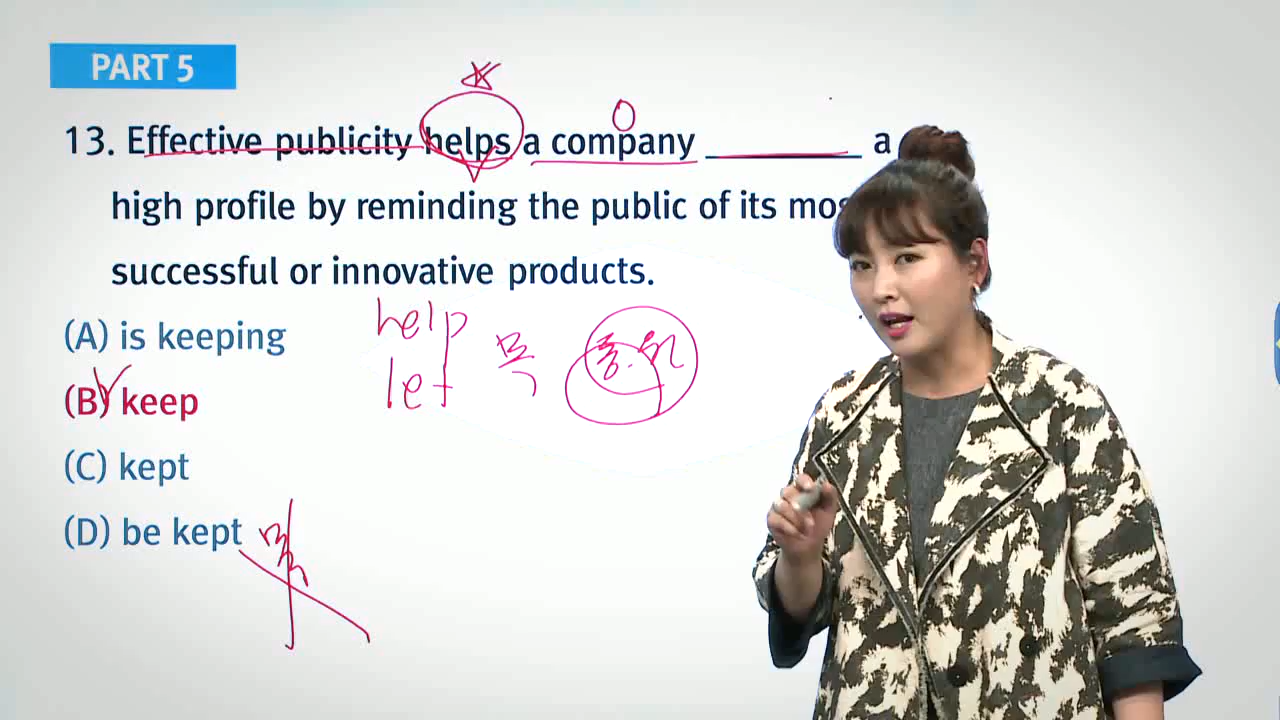 PART 5
13. Effective publicity helps a company ________ a
high profile by reminding the public of its mos
successful or innovative products.
(A) is keeping
help
let 목
(B) keep
(C) kept
(D) be kept